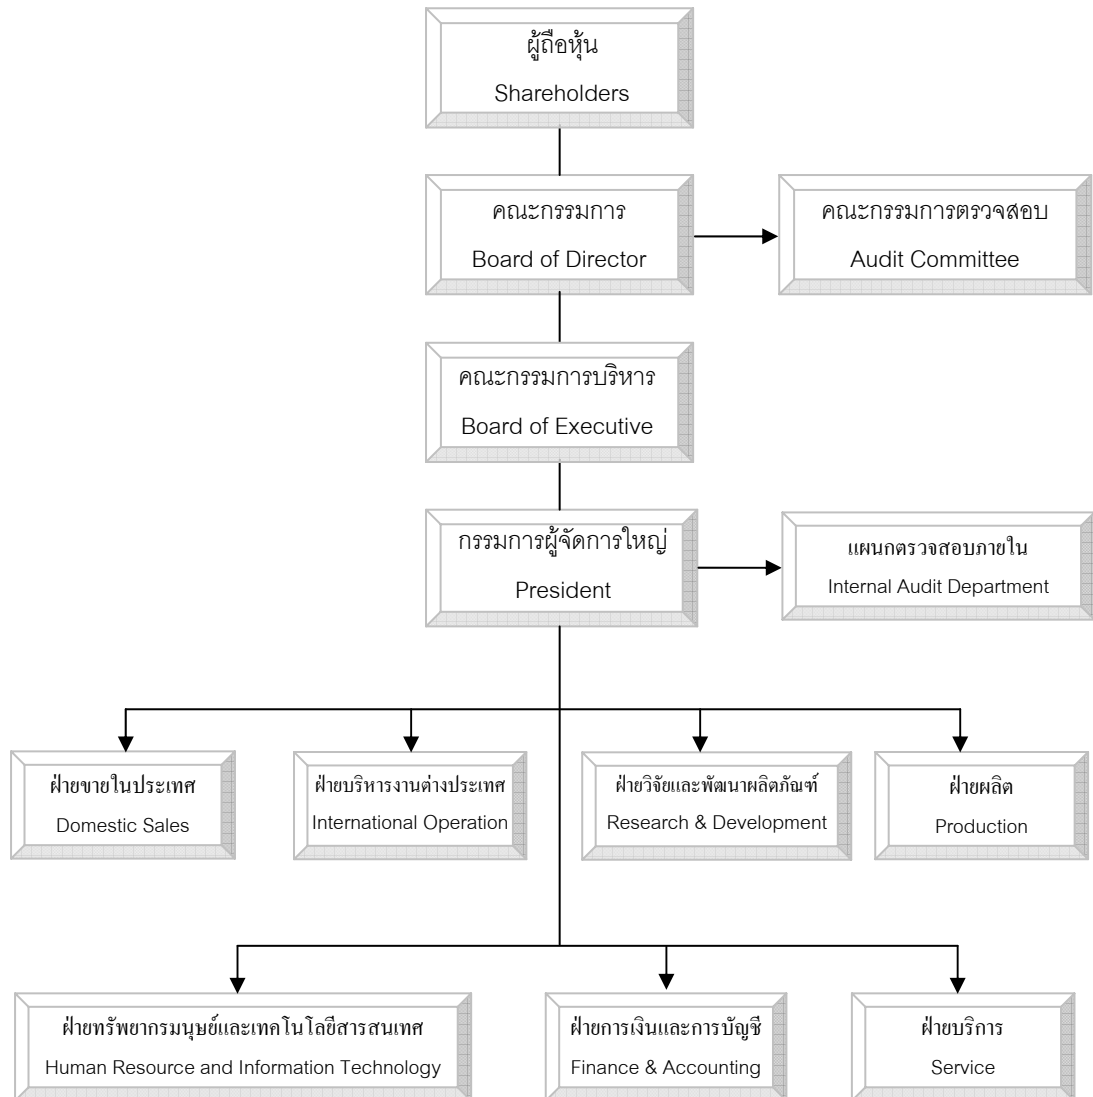 ผู้ถือหุ้น
Shareholders
คณะกรรมการ
Board of Director
คณะกรรมการตรวจสอบ
Audit Committee
คณะกรรมการบริหาร
Board of Executive
กรรมการผู้จัดการใหญ่
President
แผนกตรวจสอบภายใน
Internal Audit Department
ฝ่ายขายในประเทศ
Domestic Sales
ฝ่ายบริหารงานต่างประเทศ
International Operation
ฝ่ายวิจัยและพัฒนาผลิตภัณฑ์
Research & Development
ฝ่ายผลิต
Production
ฝ่ายทรัพยากรมนุษย์และเทคโนโลยีสารสนเทศ
Human Resource and Information Technology
ฝ่ายการเงินและการบัญชี
Finance & Accounting
ฝ่ายบริการ
Service